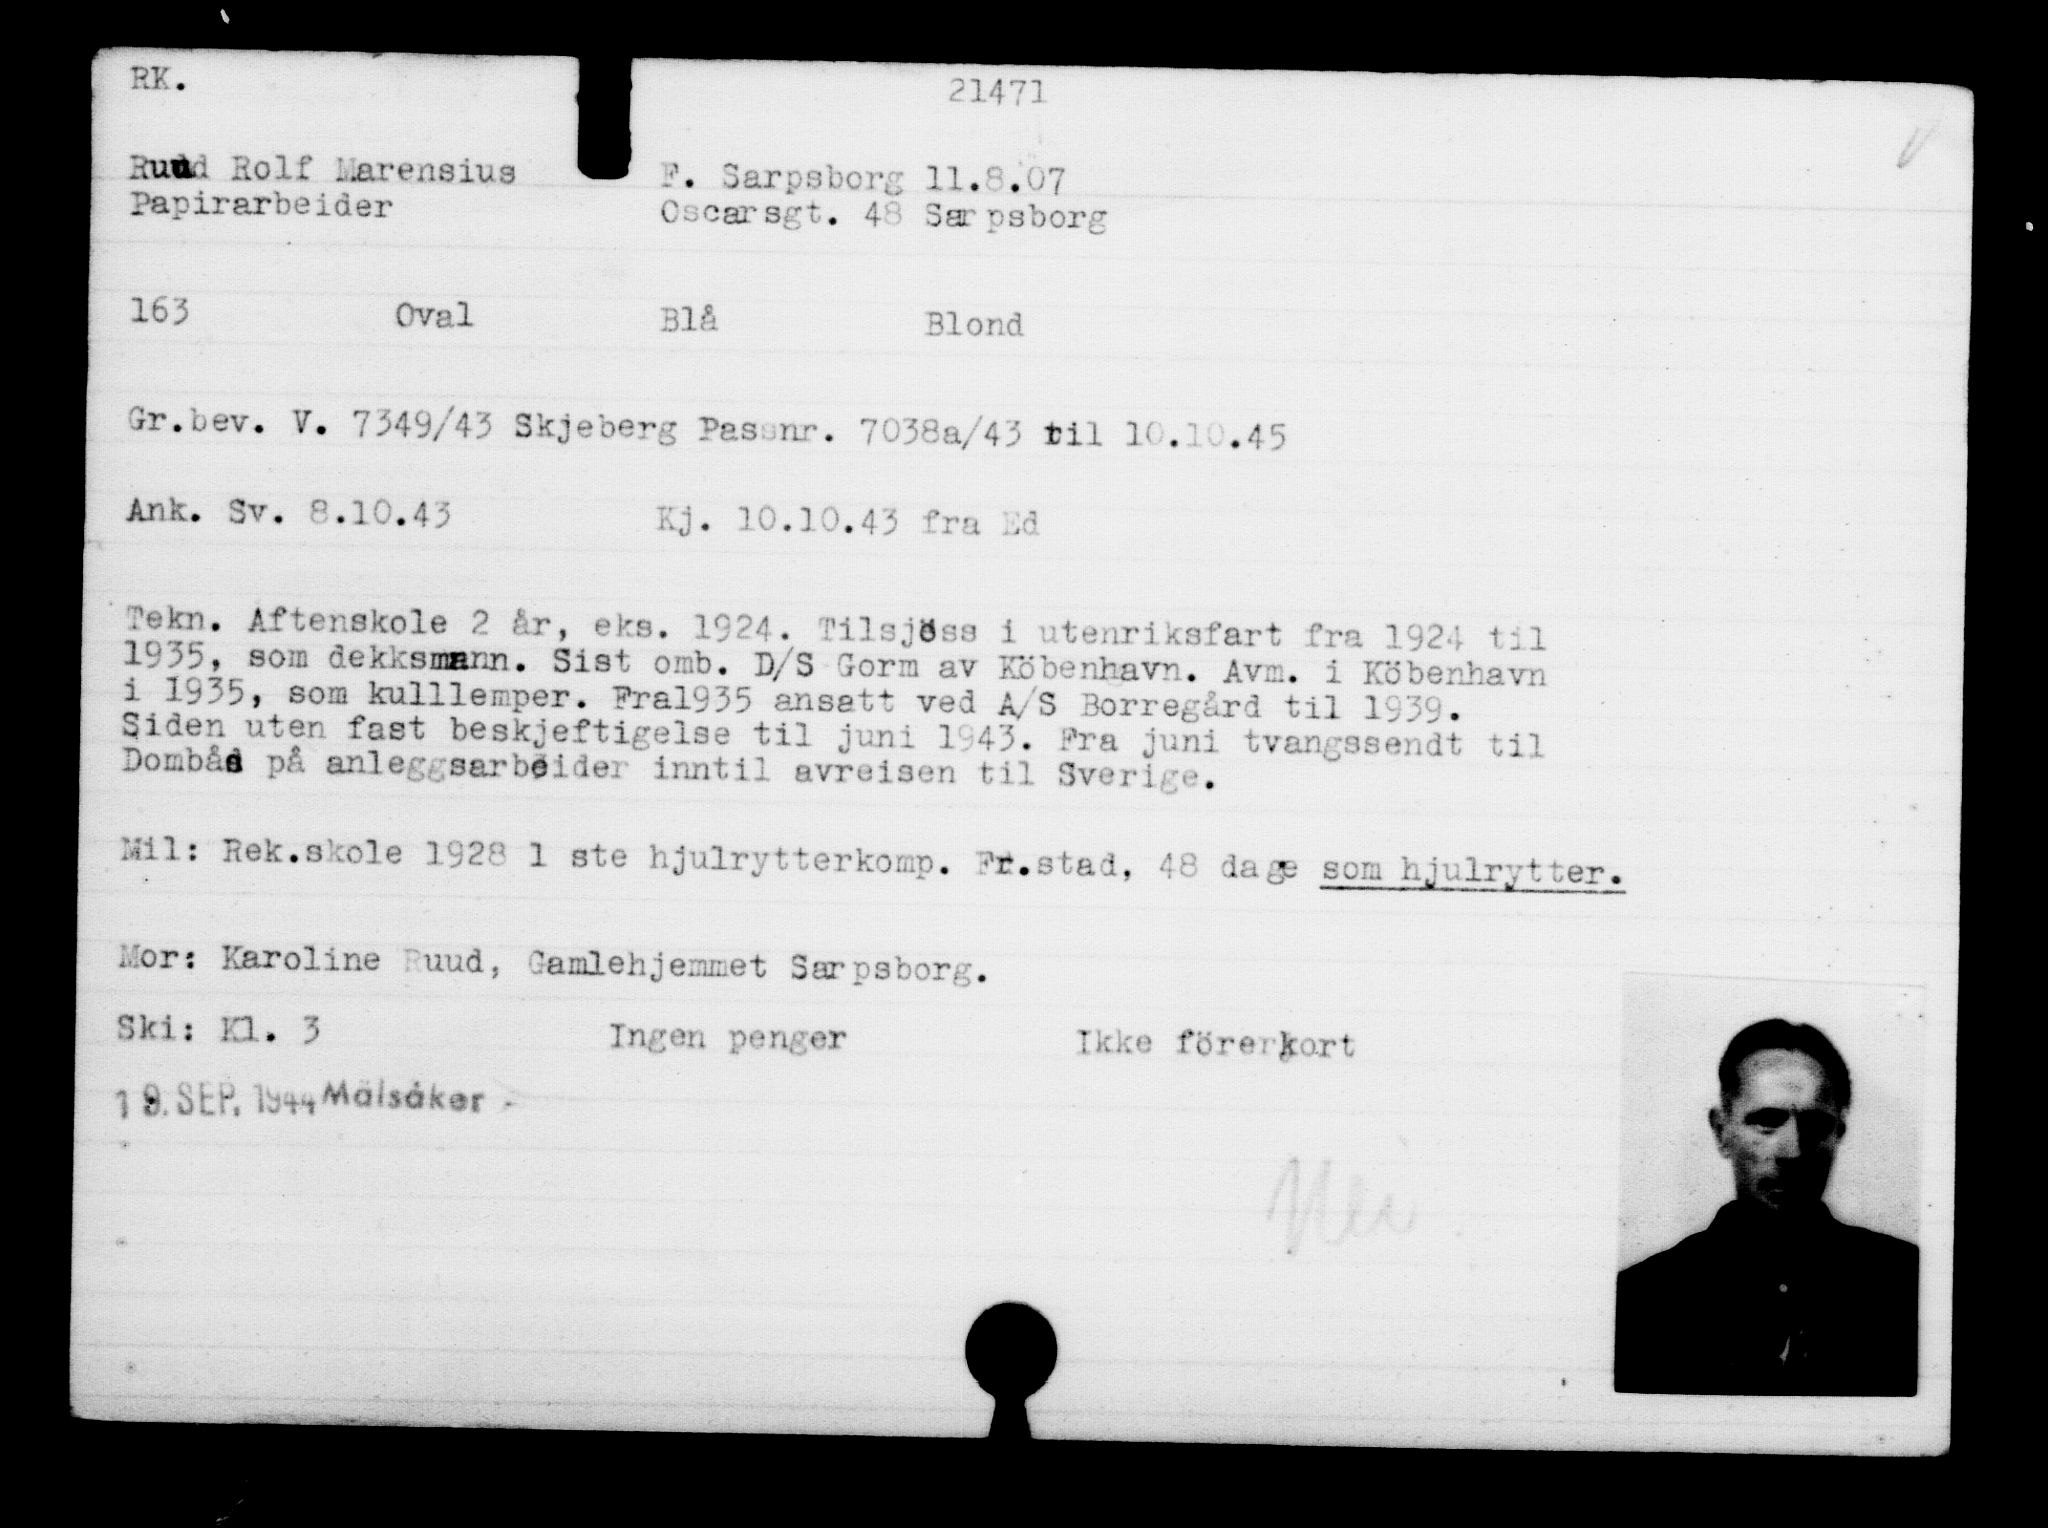 RK. 21471
Ruud Rolf Marensius F. Sarpsborg 11.8.07
Papirarbeider Oscarsgt. 48 Sarpsborg
163 Oval Blå Blond
Gr.bev. V. 7349/43 Skjeberg Passnr. 7038a/43 til 10.10.45
Ank. Sv. 8.10.43 Kj. 10.10.43 fra Ed
Tekn. Aftenskole 2 år, eks. 1924. Tilsjöss i utenriksfart fra 1924 til
1935, som dekksmann. Sist omb. D/S Gorm av Köbenhavn. Avm. i Köbenhavn
i 1935, som kulllemper. Fra1935 ansatt ved A/S Borregård til 1939.
Siden uten fast beskjeftigelse til juni 1943. Fra juni tvangssendt til
Dombås på anleggsarbeider inntil avreisen til Sverige.
Mil: Rek.skole 1928 1 ste hjulrytterkomp. Fr.stad, 48 dage som hjulrytter.
Mor: Karoline Ruud, Gamlehjemmet Sarpsborg.
Ski: Kl. 3 Ingen penger Ikke förerkort
19. SEP. 1944 Mälsåker